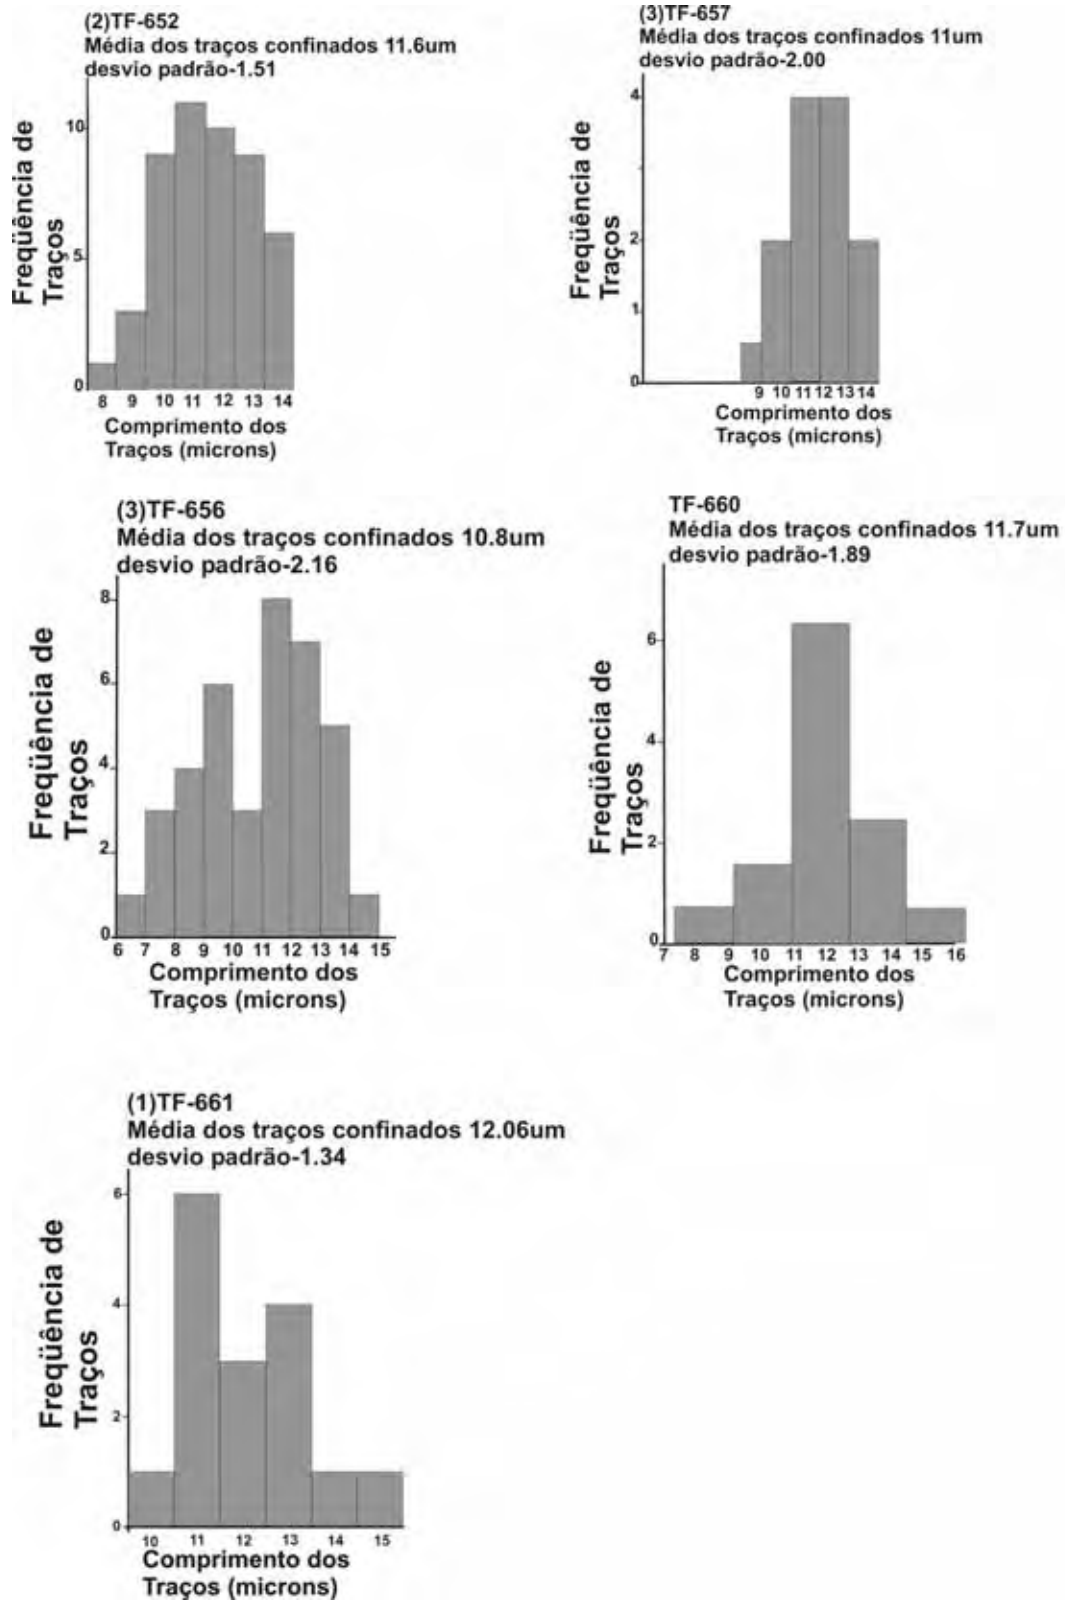 (2)TF-652
Média dos traços confinados 11.6um
desvio padrão-1.51
Freqüência de
Traços
10
5
0
8 9 10 11 12 13 14
Comprimento dos
Traços (microns)
(3)TF-657
Média dos traços confinados 11um
desvio padrão-2.00
Freqüência de
Traços
4
2
1
0
9 10 11 12 13 14
Comprimento dos
Traços (microns)
(3)TF-656
Média dos traços confinados 10.8um
desvio padrão-2.16
Freqüência de
Traços
8
6
4
2
0
6 7 8 9 10 11 12 13 14 15
Comprimento dos
Traços (microns)
TF-660
Média dos traços confinados 11.7um
desvio padrão-1.89
Freqüência de
Traços
6
4
2
0
7 8 9 10 11 12 13 14 15 16
Comprimento dos
Traços (microns)
(1)TF-661
Média dos traços confinados 12.06um
desvio padrão-1.34
Freqüência de
Traços
6
4
2
0
10 11 12 13 14 15
Comprimento dos
Traços (microns)